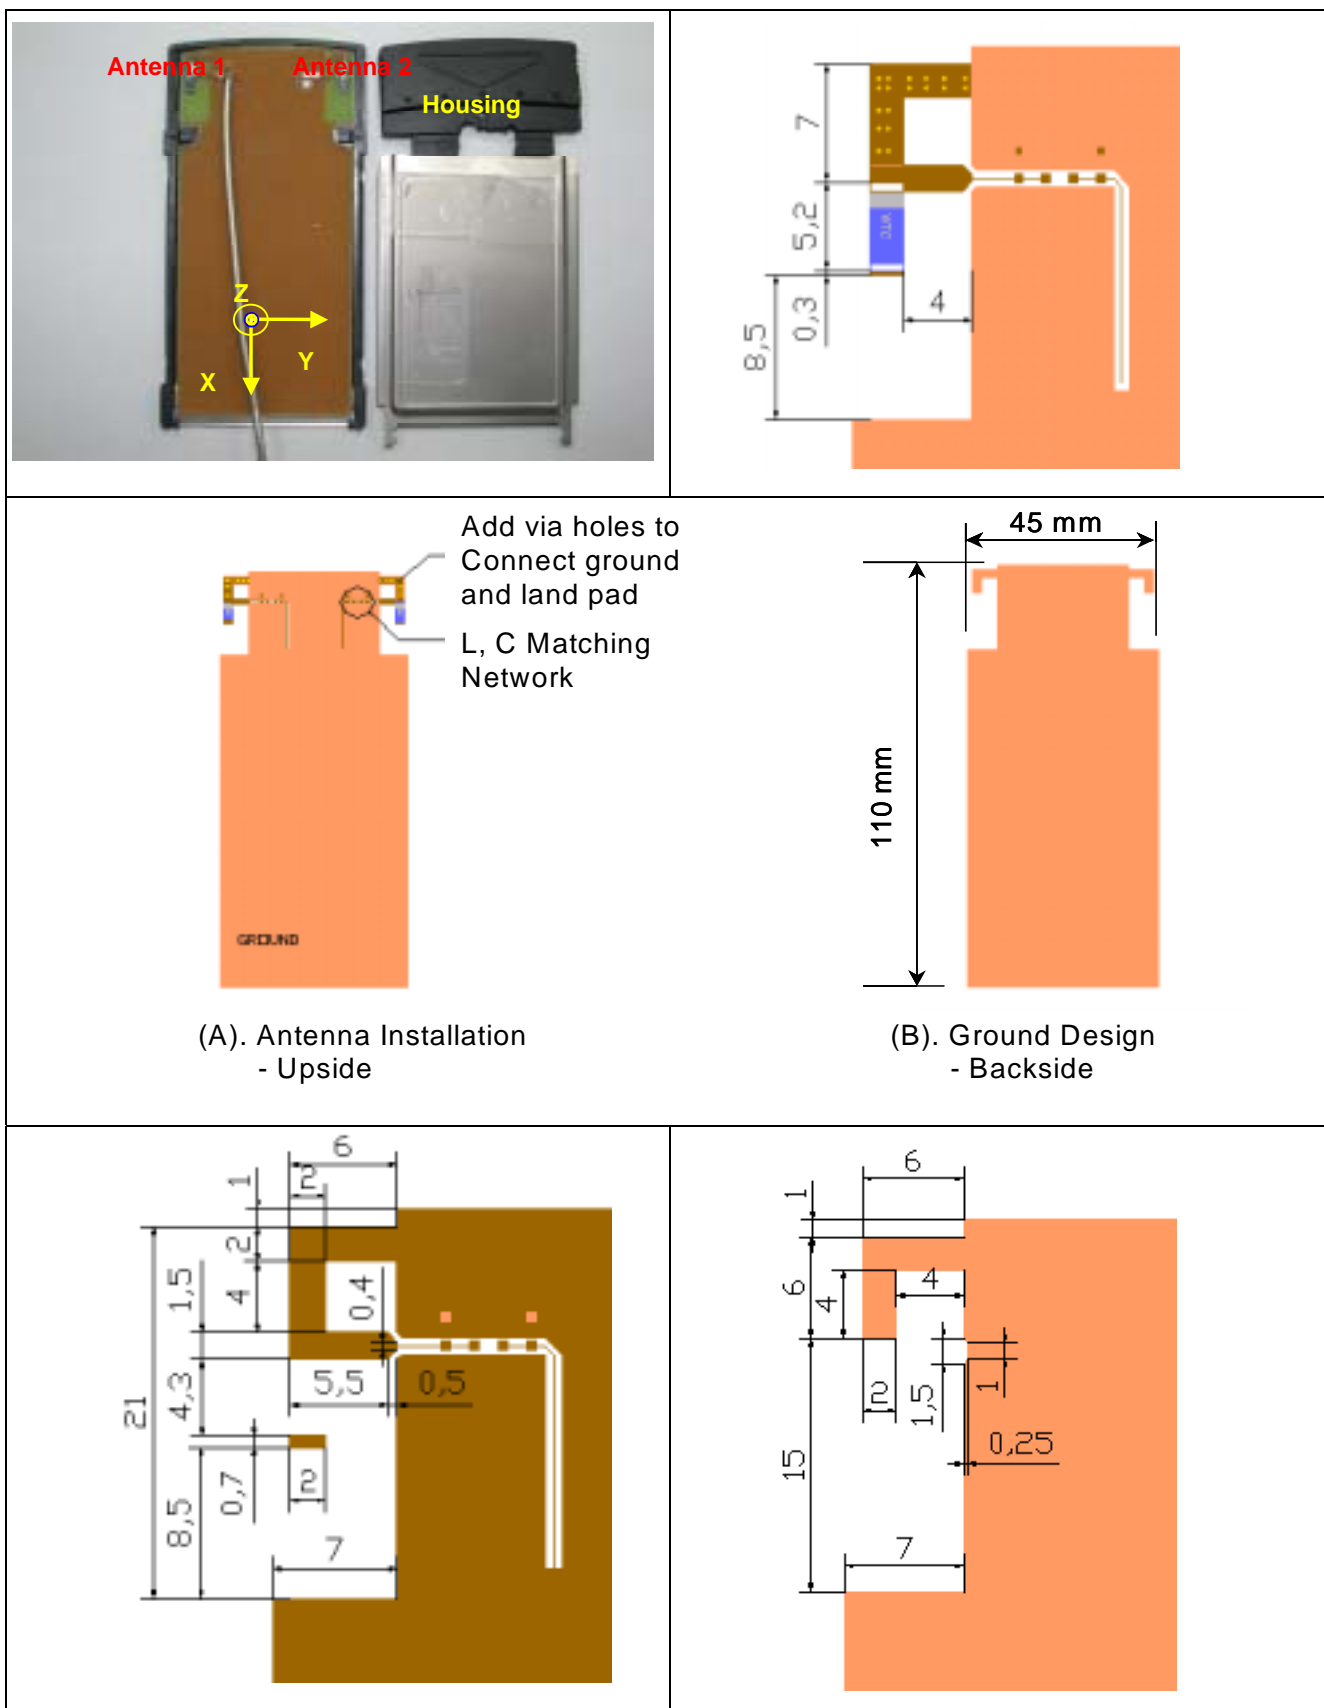 Antenna 1
Antenna 2
Housing
Z
Y
X
7
5,2
0,3
8,5
4
WTC
Add via holes to
Connect ground
and land pad
L, C Matching
Network
GROUND
45 mm
110 mm
(A). Antenna Installation
- Upside
(B). Ground Design
- Backside
6
2
1
2
4
1,5
0,4
5,5
0,5
4,3
21
0,7
2
8,5
7
6
1
6
4
4
2
1,5
1
0,25
15
7